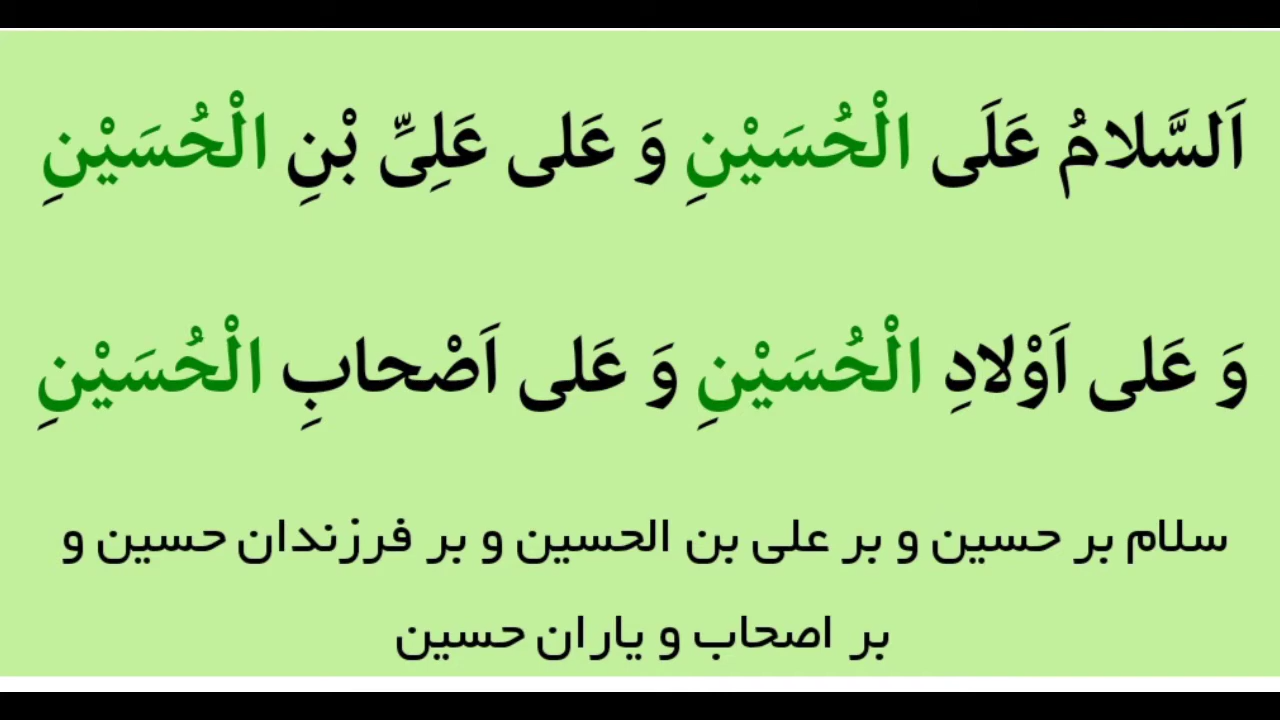 اَلسَّلامُ عَلَى الْحُسَيْنِ وَ عَلى عَلِىِّ بْنِ الْحُسَيْنِ
وَ عَلى اَوْلادِ الْحُسَيْنِ وَ عَلى اَصْحابِ الْحُسَيْنِ
سلام بر حسین و بر علی بن الحسین و بر فرزندان حسین و
بر اصحاب و یاران حسین